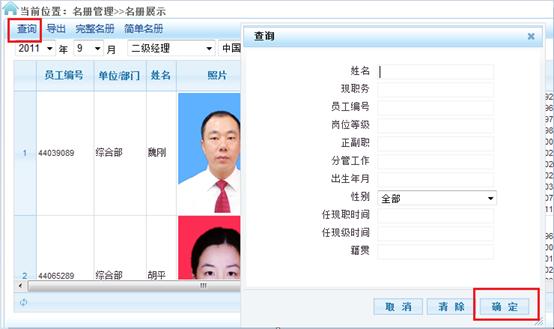 当前位置：名册管理>>名册展示
查询 导出 完整名册 简单名册
2011 年 9 月 二级经理 中国
员工编号 单位/部门 姓名 照片
1 44039089 综合部 魏刚
2 44065289 综合部 胡平
查询
姓名
现职务
员工编号
岗位等级
正副职
分管工作
出生年月
性别 全部
任现职时间
任现级时间
籍贯
取 消 清 除 确 定